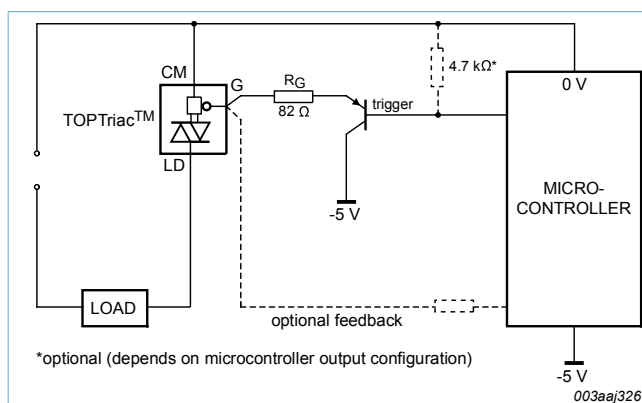 CM
G
R_G
82 Ω
4.7 kΩ*
0 V
TOPTriac™
trigger
LD
-5 V
MICRO-
CONTROLLER
LOAD
optional feedback
*optional (depends on microcontroller output configuration)
-5 V
003aaj326